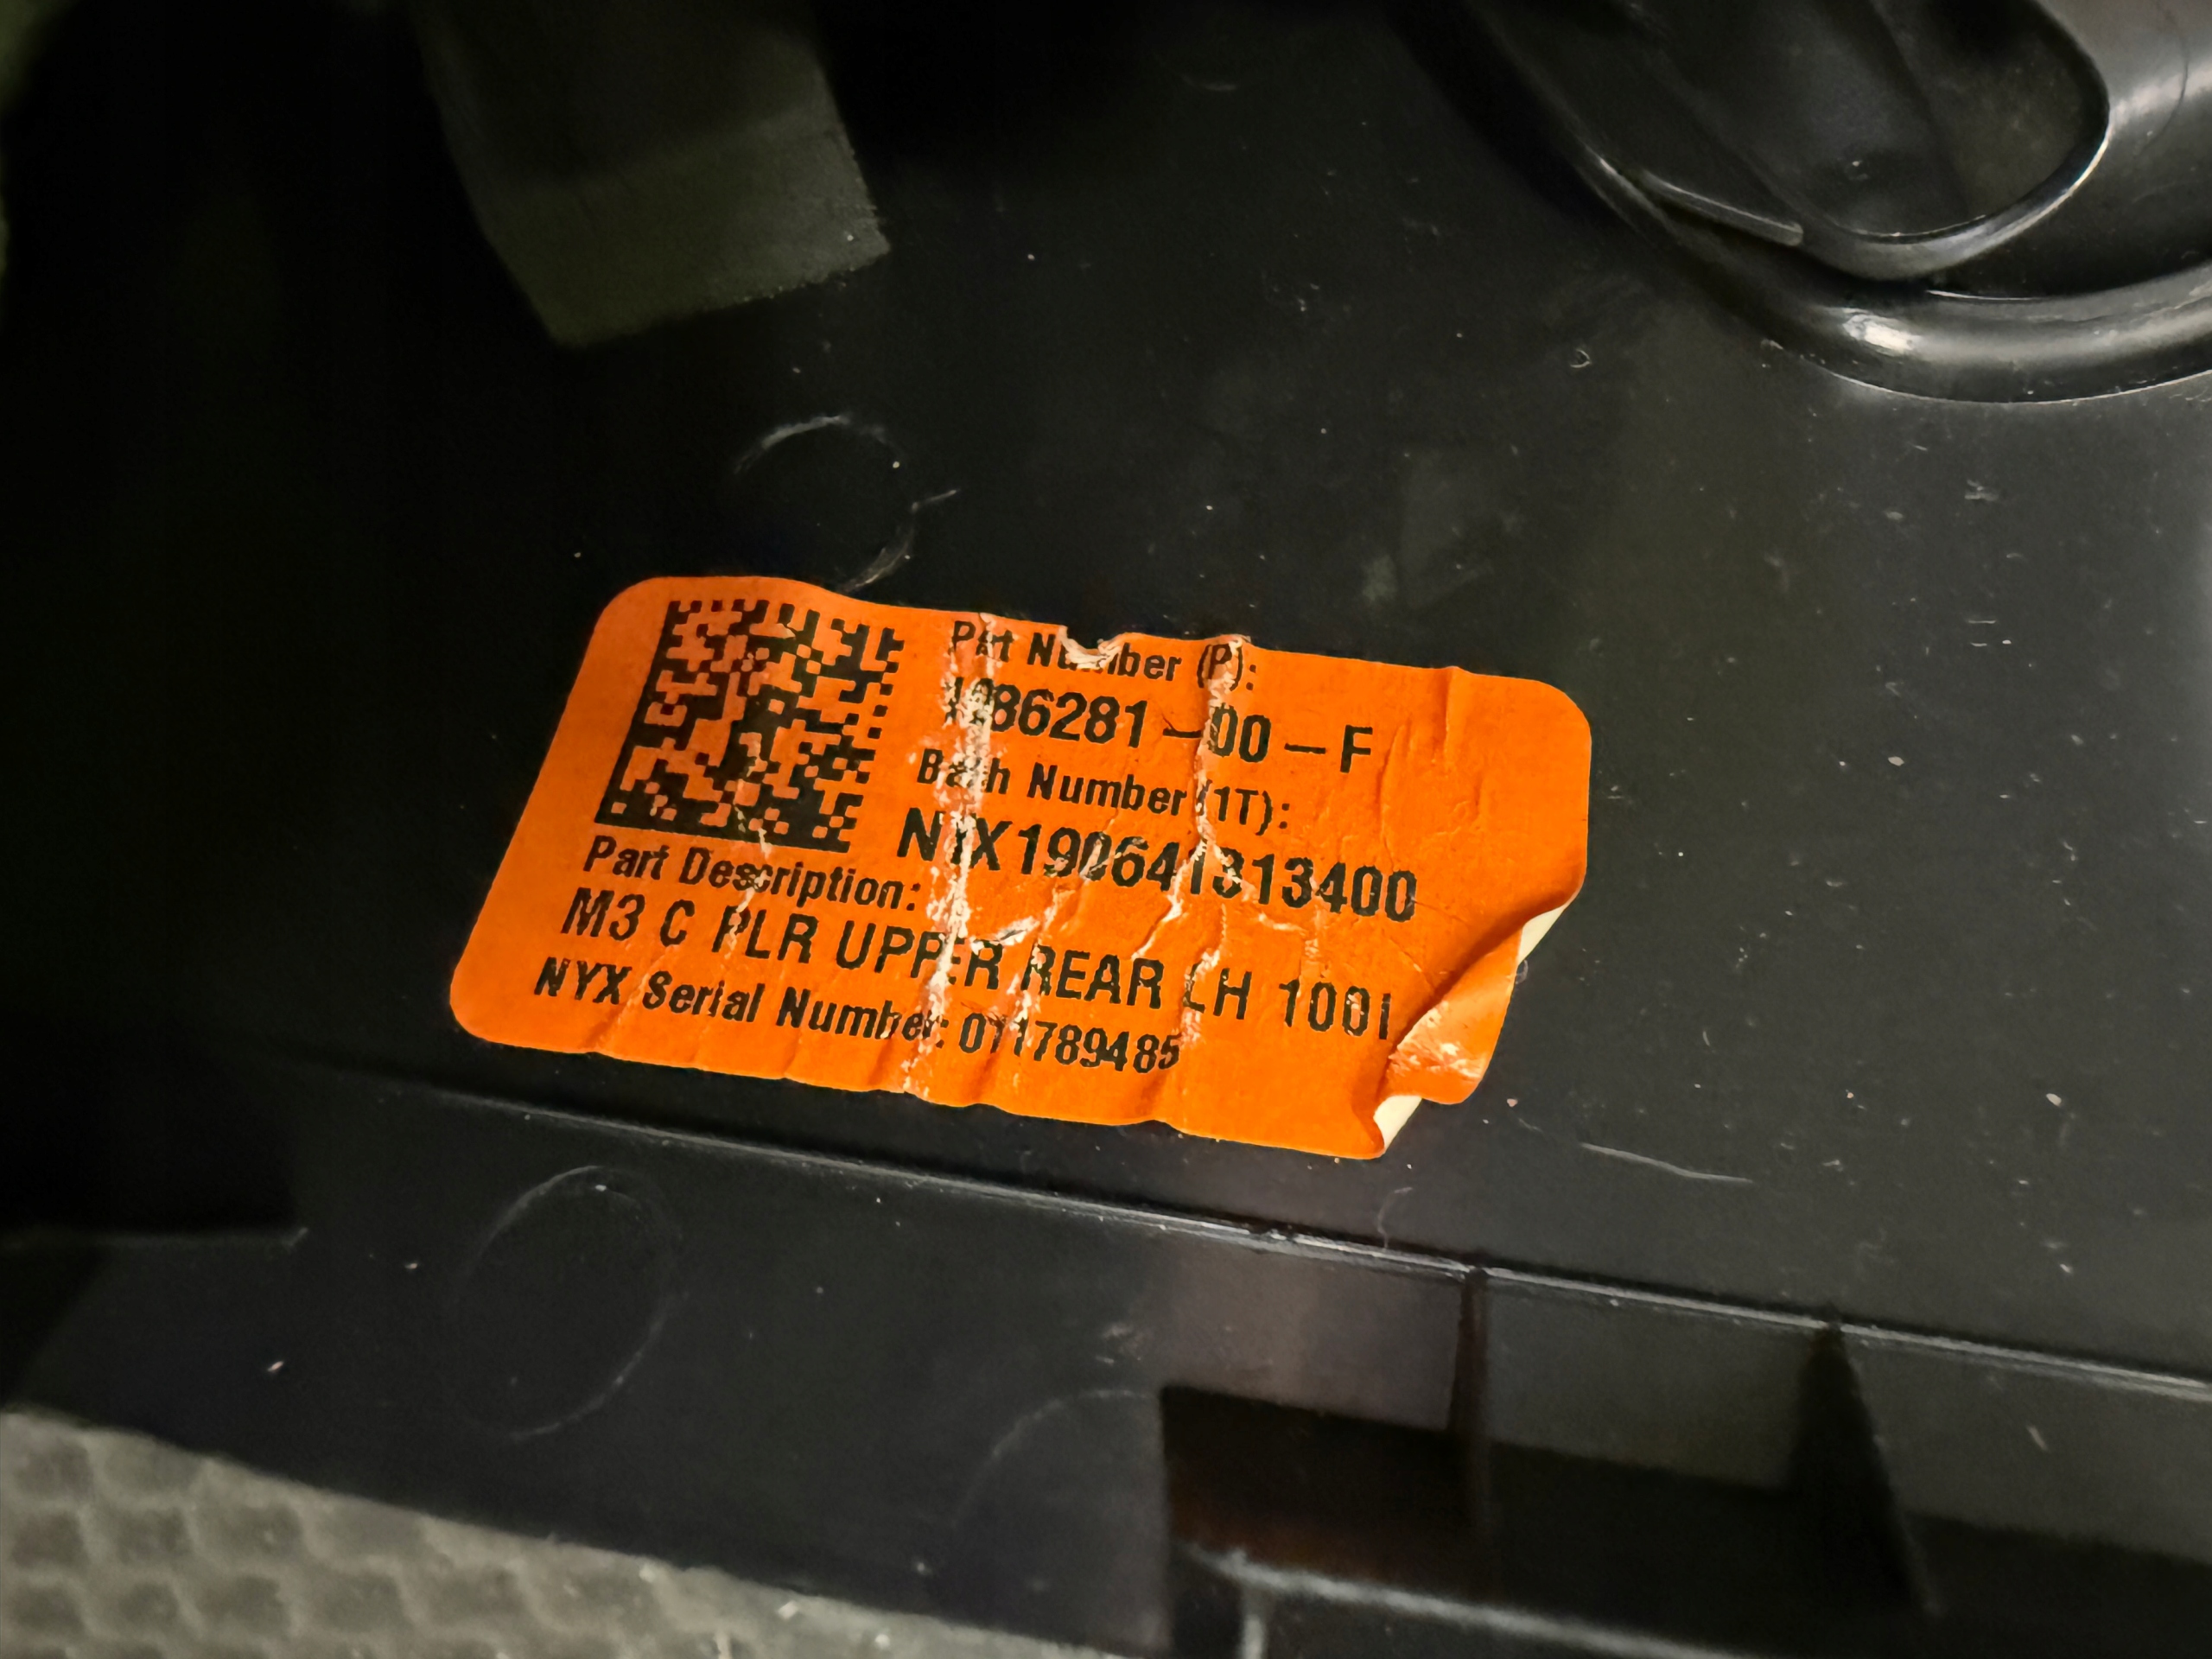 Part Number (P):
1086281-00-F
Batch Number (1T):
NYX190641313400
Part Description:
M3 C PLR UPPER REAR LH 100I
NYX Serial Number: 011789485